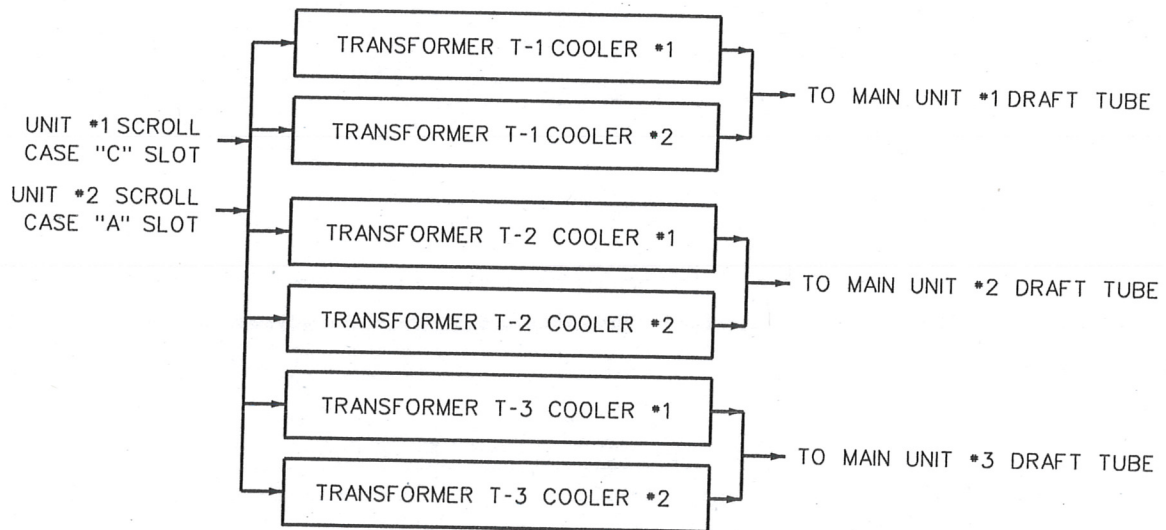 TRANSFORMER T-1 COOLER #1
TO MAIN UNIT #1 DRAFT TUBE
UNIT #1 SCROLL
CASE "C" SLOT
TRANSFORMER T-1 COOLER #2
UNIT #2 SCROLL
CASE "A" SLOT
TRANSFORMER T-2 COOLER #1
TO MAIN UNIT #2 DRAFT TUBE
TRANSFORMER T-2 COOLER #2
TRANSFORMER T-3 COOLER #1
TO MAIN UNIT #3 DRAFT TUBE
TRANSFORMER T-3 COOLER #2